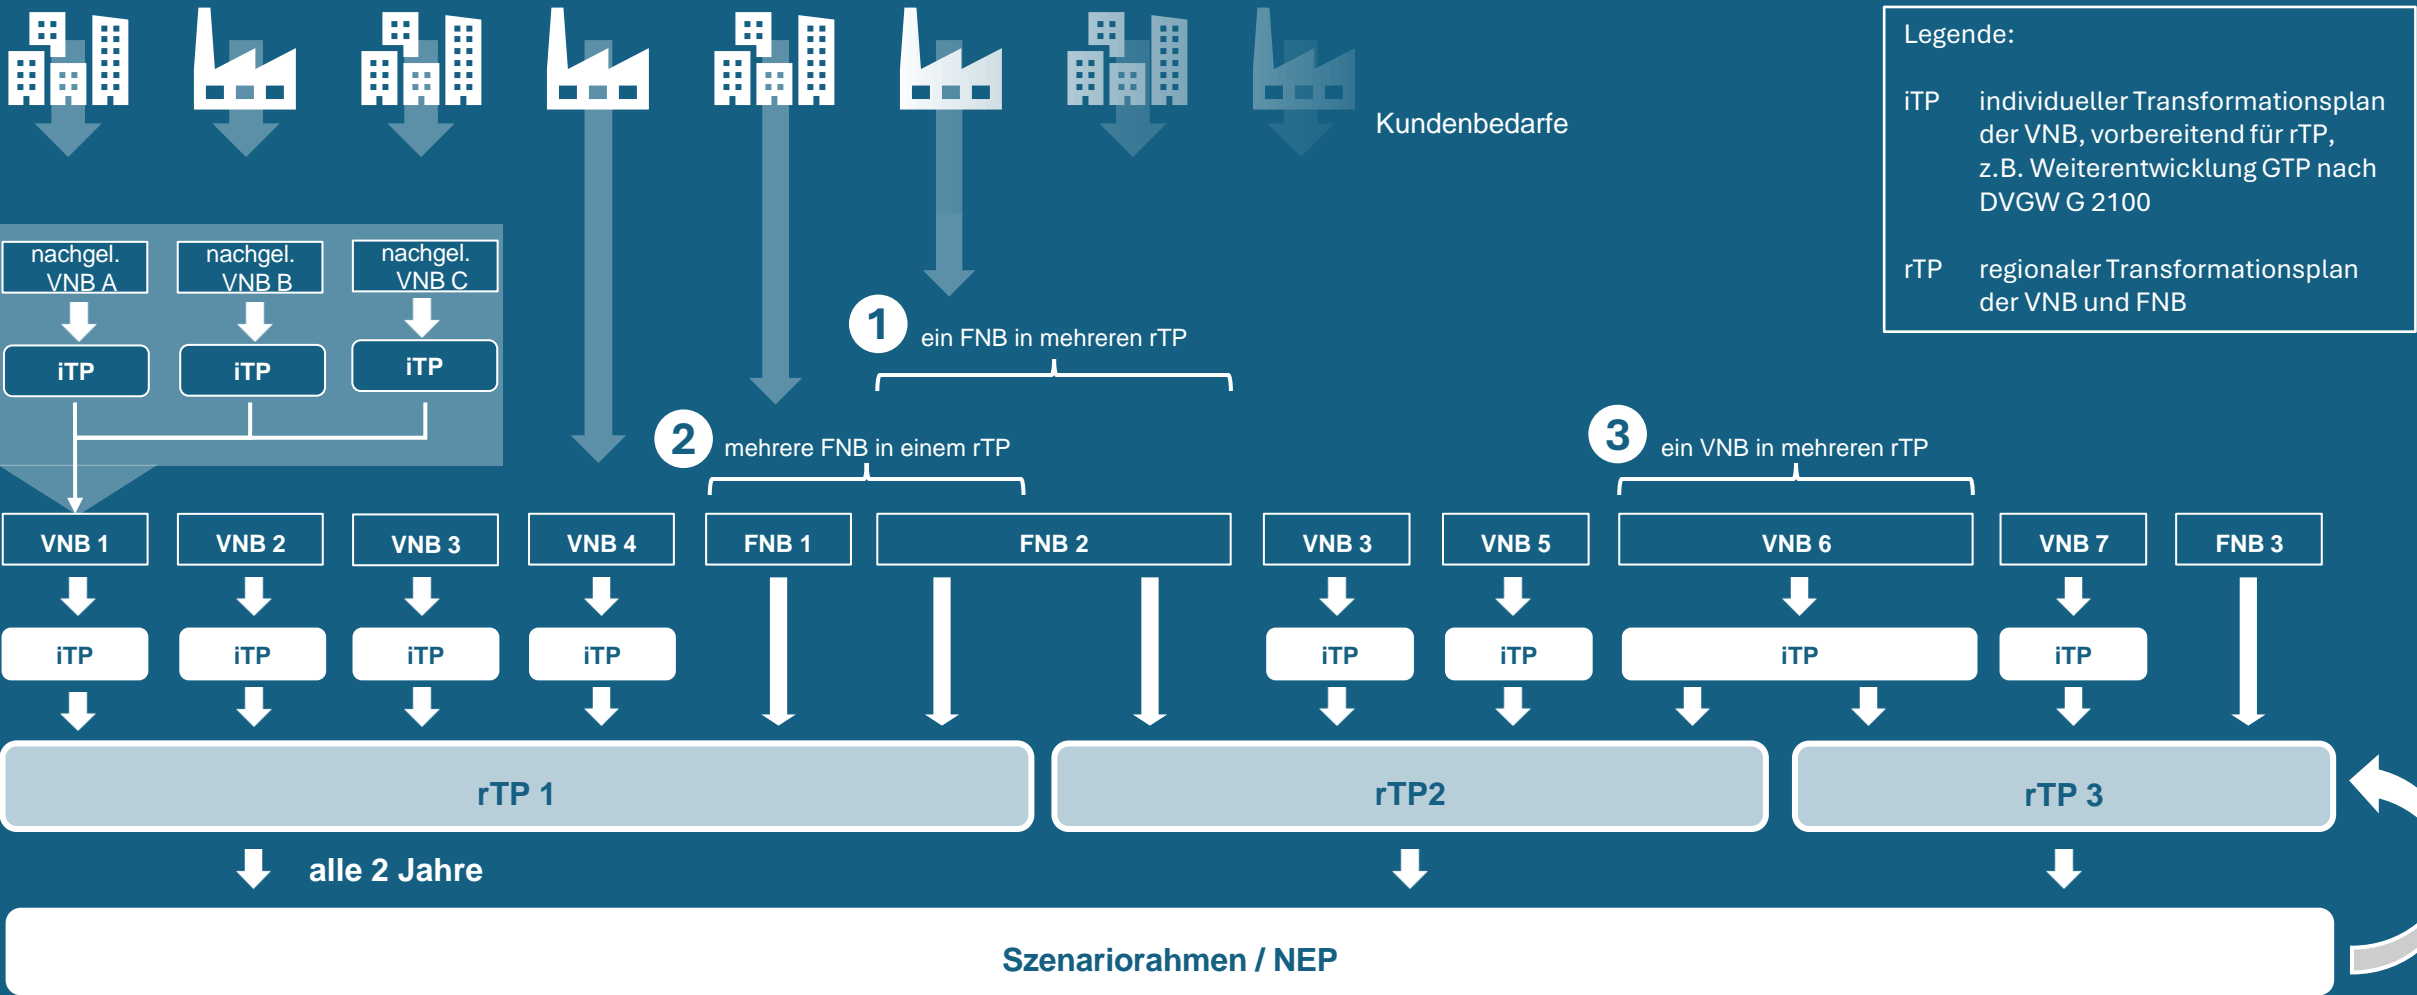 Kundenbedarfe
Legende:
iTP individueller Transformationsplan
der VNB, vorbereitend für rTP,
z.B. Weiterentwicklung GTP nach
DVGW G 2100
rTP regionaler Transformationsplan
der VNB und FNB
nachgel.
VNB A
nachgel.
VNB B
nachgel.
VNB C
iTP
iTP
iTP
1 ein FNB in mehreren rTP
2 mehrere FNB in einem rTP
3 ein VNB in mehreren rTP
VNB 1
VNB 2
VNB 3
VNB 4
FNB 1
FNB 2
VNB 3
VNB 5
VNB 6
VNB 7
FNB 3
iTP
iTP
iTP
iTP
iTP
iTP
iTP
iTP
rTP 1
rTP2
rTP 3
alle 2 Jahre
Szenariorahmen / NEP